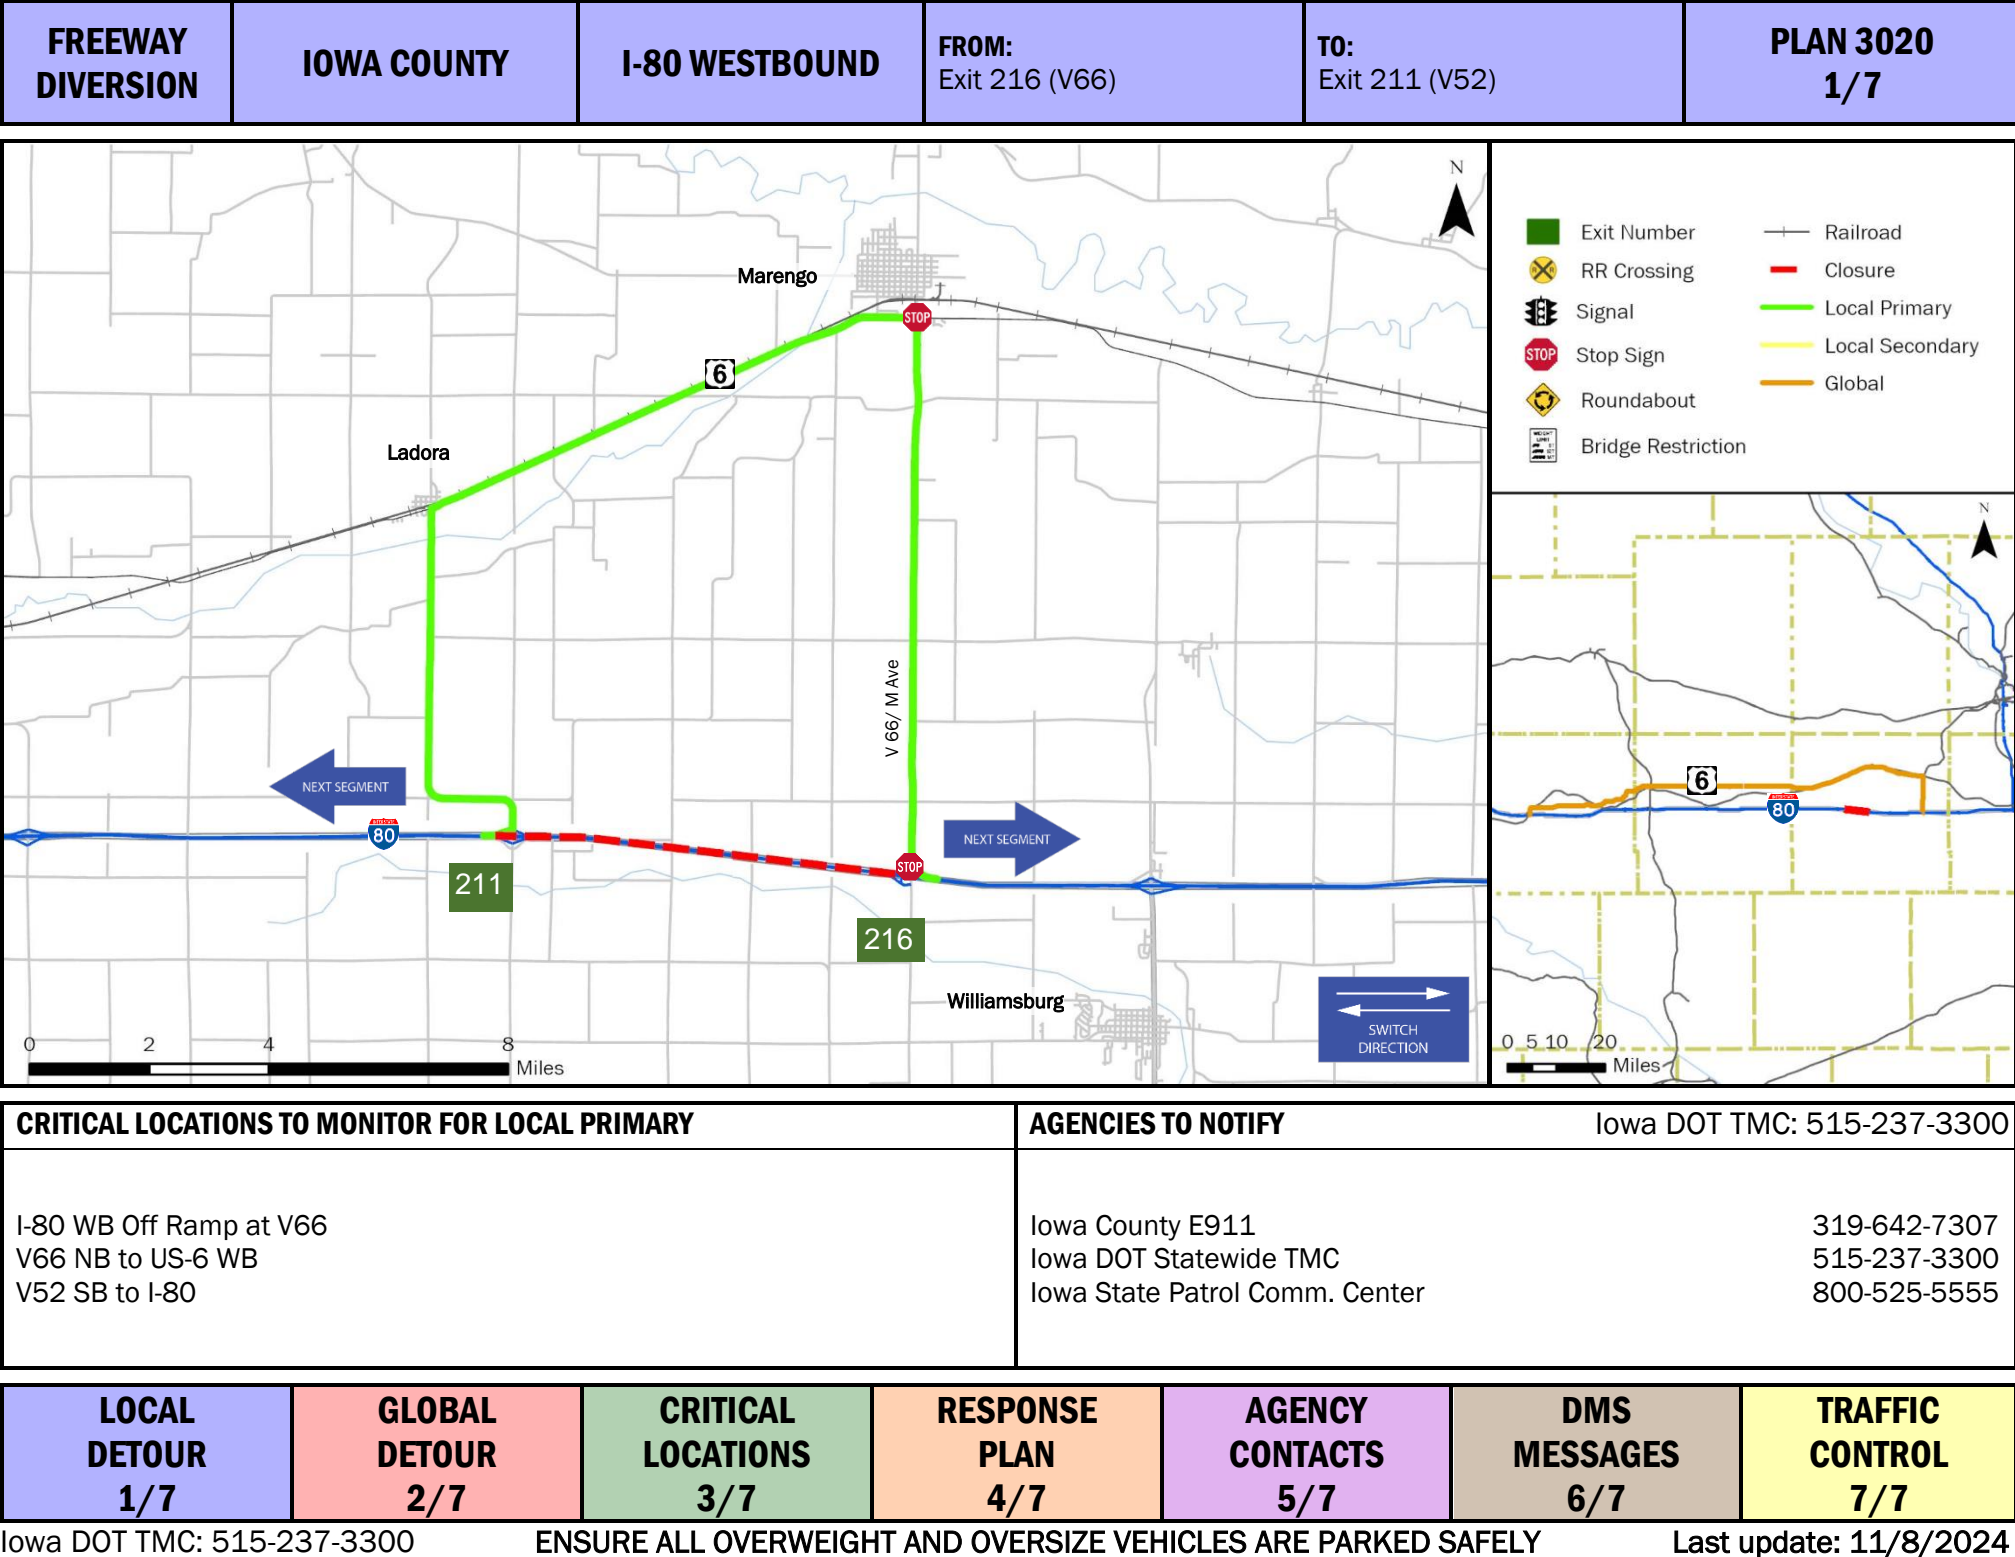 FREEWAY
DIVERSION
IOWA COUNTY
I-80 WESTBOUND
FROM:
Exit 216 (V66)
TO:
Exit 211 (V52)
PLAN 3020
1/7
N
Marengo
STOP
6
Ladora
V 66/ M Ave
NEXT SEGMENT
80
NEXT SEGMENT
STOP
211
216
Williamsburg
SWITCH
DIRECTION
0 2 4 8
Miles
Exit Number
RR Crossing
Signal
STOP
Stop Sign
Roundabout
Bridge Restriction
Railroad
Closure
Local Primary
Local Secondary
Global
N
6
80
0 5 10 20
Miles
CRITICAL LOCATIONS TO MONITOR FOR LOCAL PRIMARY
I-80 WB Off Ramp at V66
V66 NB to US-6 WB
V52 SB to I-80
AGENCIES TO NOTIFY Iowa DOT TMC: 515-237-3300
Iowa County E911 319-642-7307
Iowa DOT Statewide TMC 515-237-3300
Iowa State Patrol Comm. Center 800-525-5555
LOCAL
DETOUR
1/7
GLOBAL
DETOUR
2/7
CRITICAL
LOCATIONS
3/7
RESPONSE
PLAN
4/7
AGENCY
CONTACTS
5/7
DMS
MESSAGES
6/7
TRAFFIC
CONTROL
7/7
Iowa DOT TMC: 515-237-3300 ENSURE ALL OVERWEIGHT AND OVERSIZE VEHICLES ARE PARKED SAFELY Last update: 11/8/2024